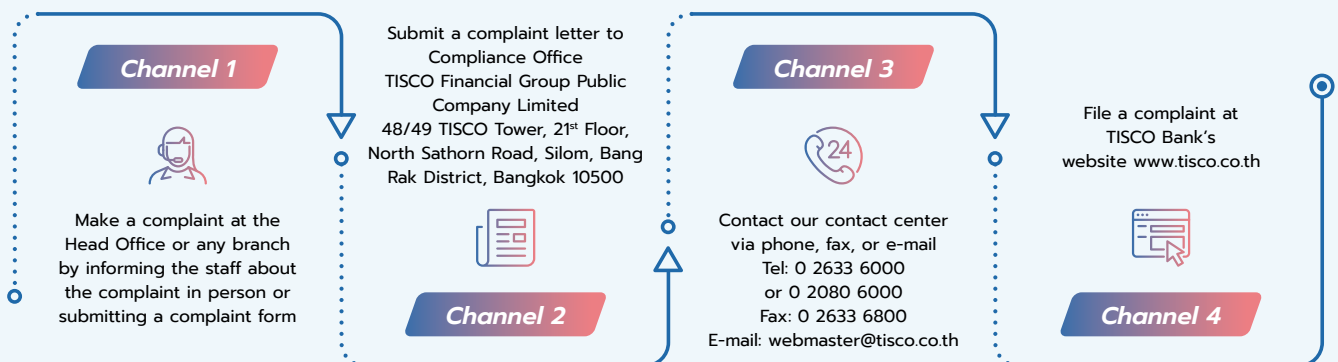 Channel 1
Make a complaint at the
Head Office or any branch
by informing the staff about
the complaint in person or
submitting a complaint form
Submit a complaint letter to
Compliance Office
TISCO Financial Group Public
Company Limited
48/49 TISCO Tower, 21st Floor,
North Sathorn Road, Silom, Bang
Rak District, Bangkok 10500
Channel 2
Channel 3
24
Contact our contact center
via phone, fax, or e-mail
Tel: 0 2633 6000
or 0 2080 6000
Fax: 0 2633 6800
E-mail: webmaster@tisco.co.th
File a complaint at
TISCO Bank's
website www.tisco.co.th
Channel 4